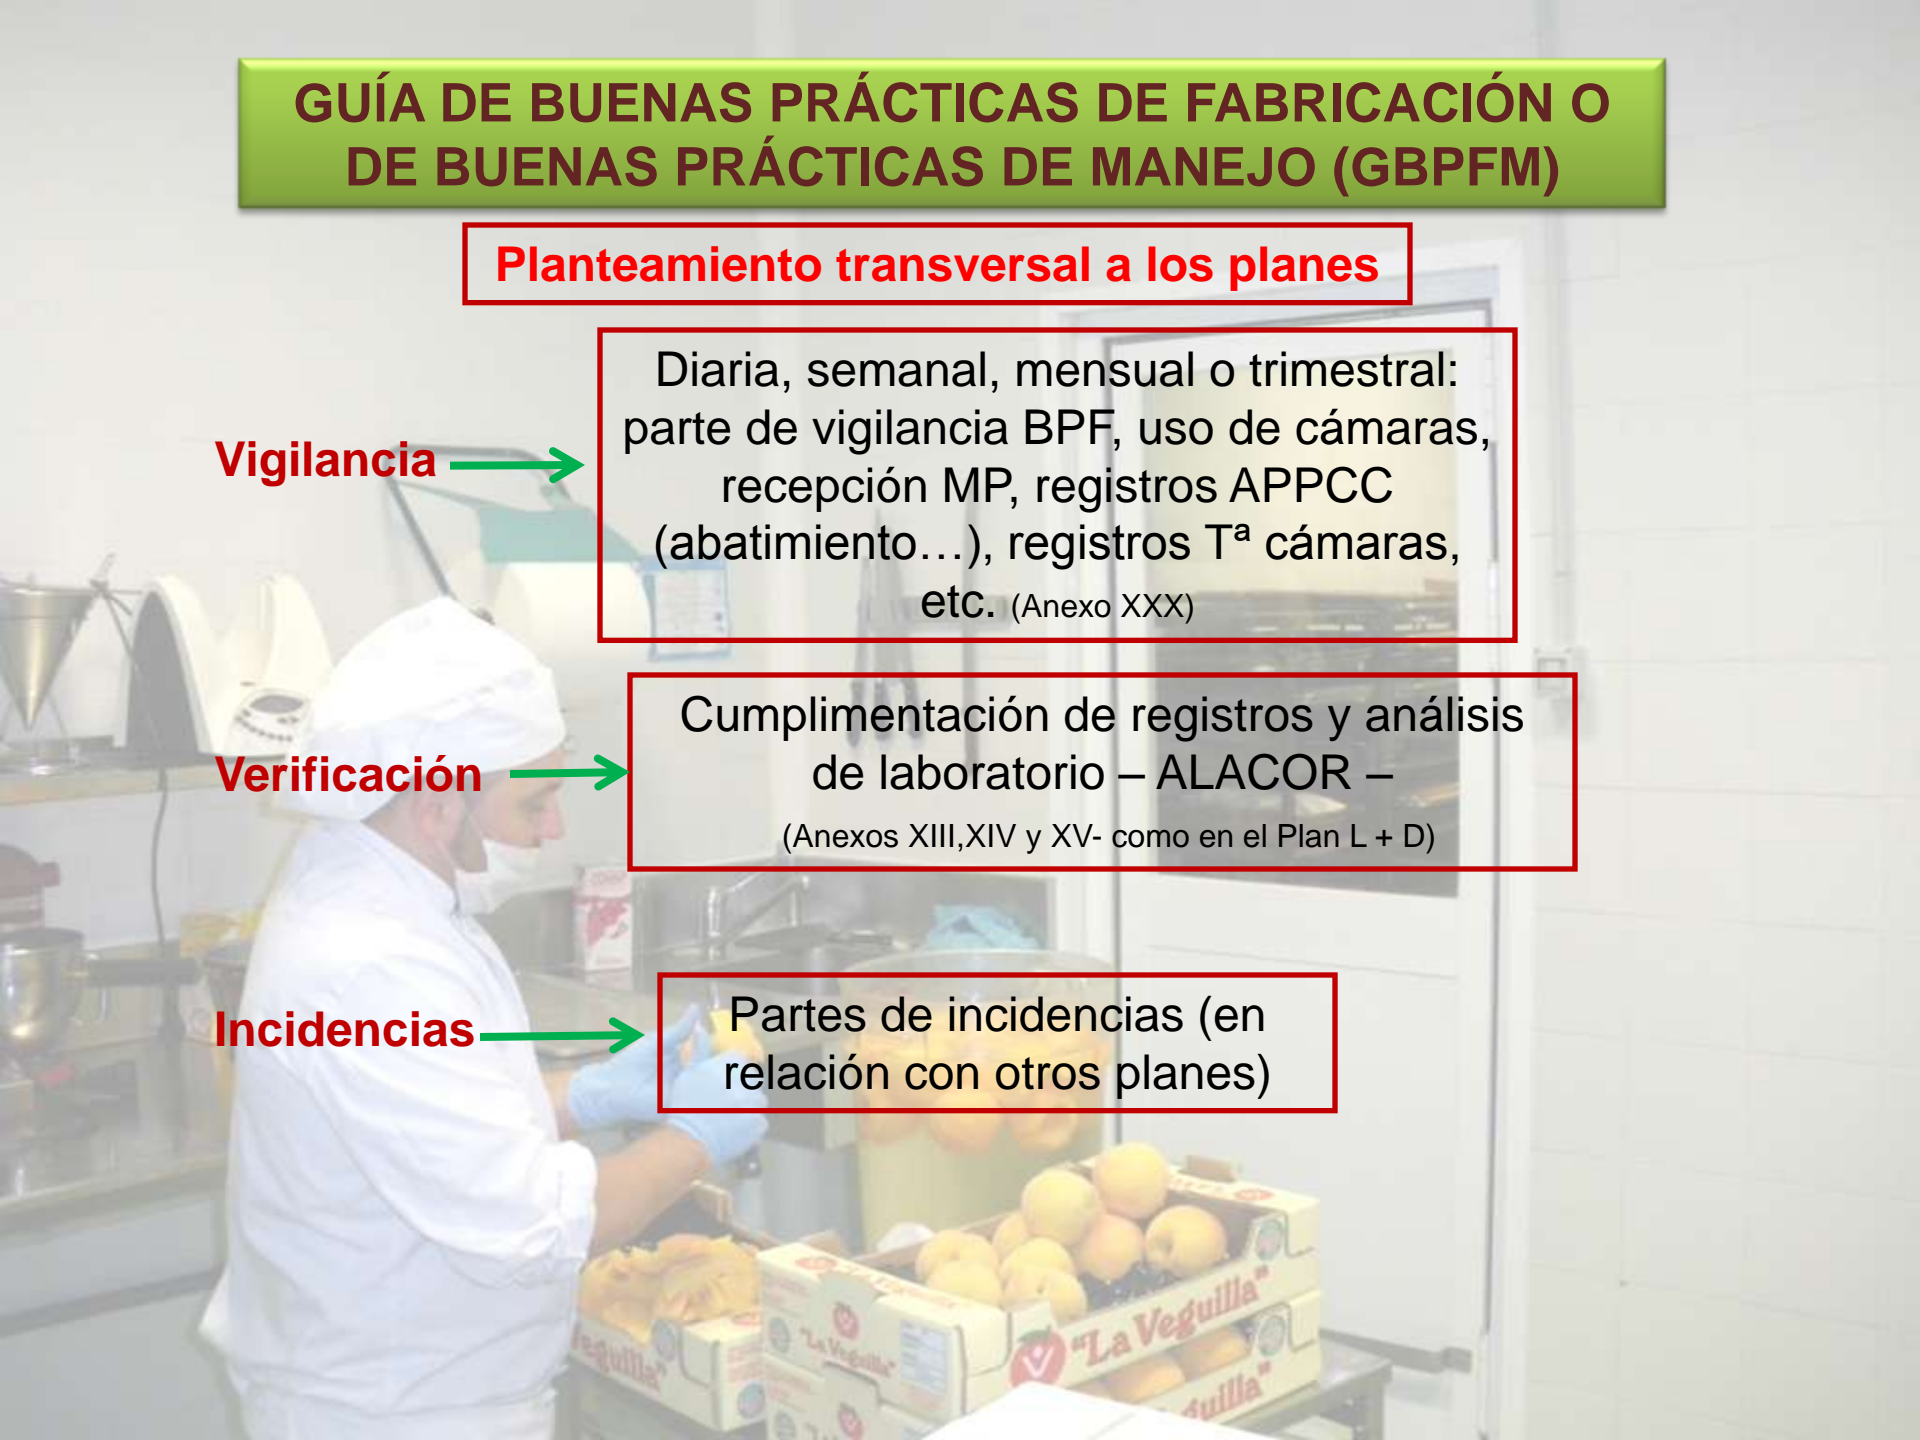 GUÍA DE BUENAS PRÁCTICAS DE FABRICACIÓN O
DE BUENAS PRÁCTICAS DE MANEJO (GBPFM)
Planteamiento transversal a los planes
Vigilancia
Diaria, semanal, mensual o trimestral:
parte de vigilancia BPF, uso de cámaras,
recepción MP, registros APPCC
(abatimiento…), registros Tª cámaras,
etc. (Anexo XXX)
Verificación
Cumplimentación de registros y análisis
de laboratorio – ALACOR –
(Anexos XIII,XIV y XV- como en el Plan L + D)
Incidencias
Partes de incidencias (en
relación con otros planes)
"La Veguilla"